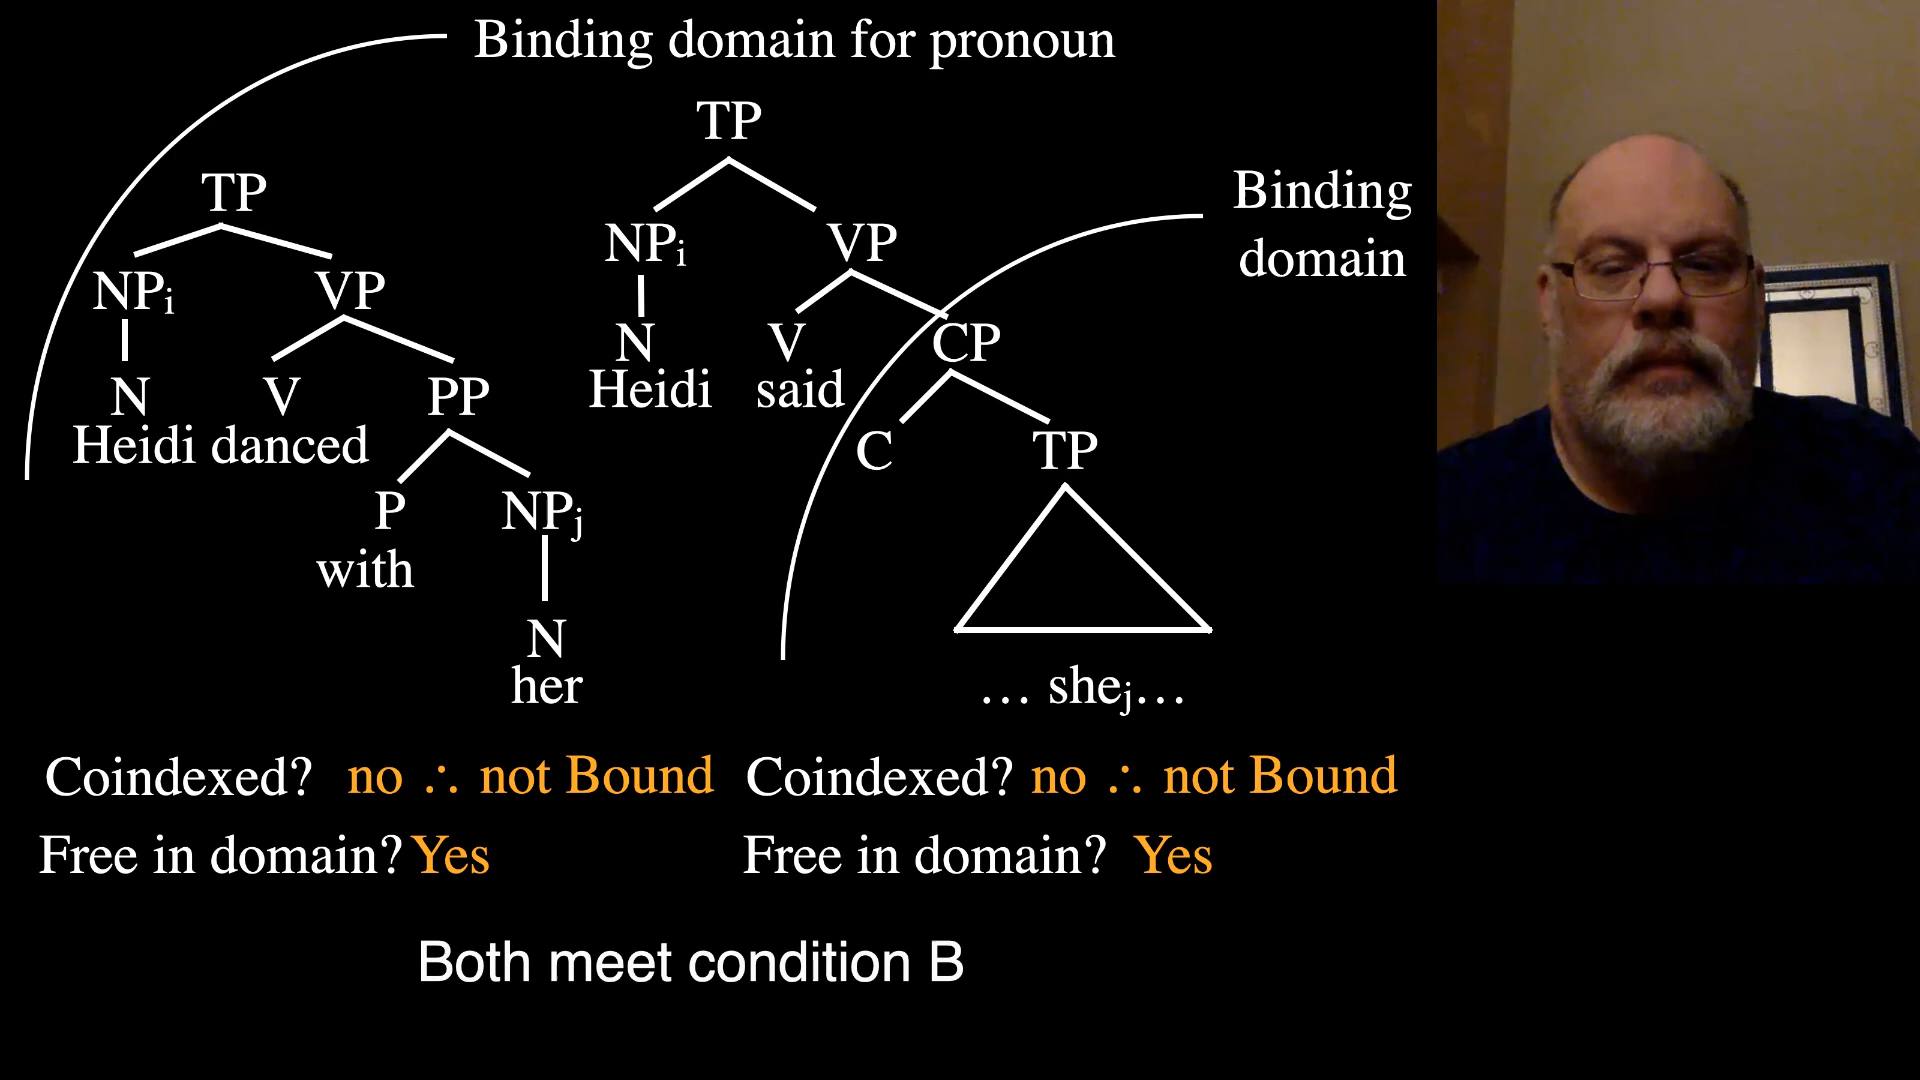 Binding domain for pronoun
TP
NPi VP
N V PP
Heidi danced
P NPj
with
N
her
TP
NPi VP
N V CP
Heidi said
C TP
… shej…
Binding
domain
Coindexed? no ∴ not Bound
Free in domain? Yes
Coindexed? no ∴ not Bound
Free in domain? Yes
Both meet condition B